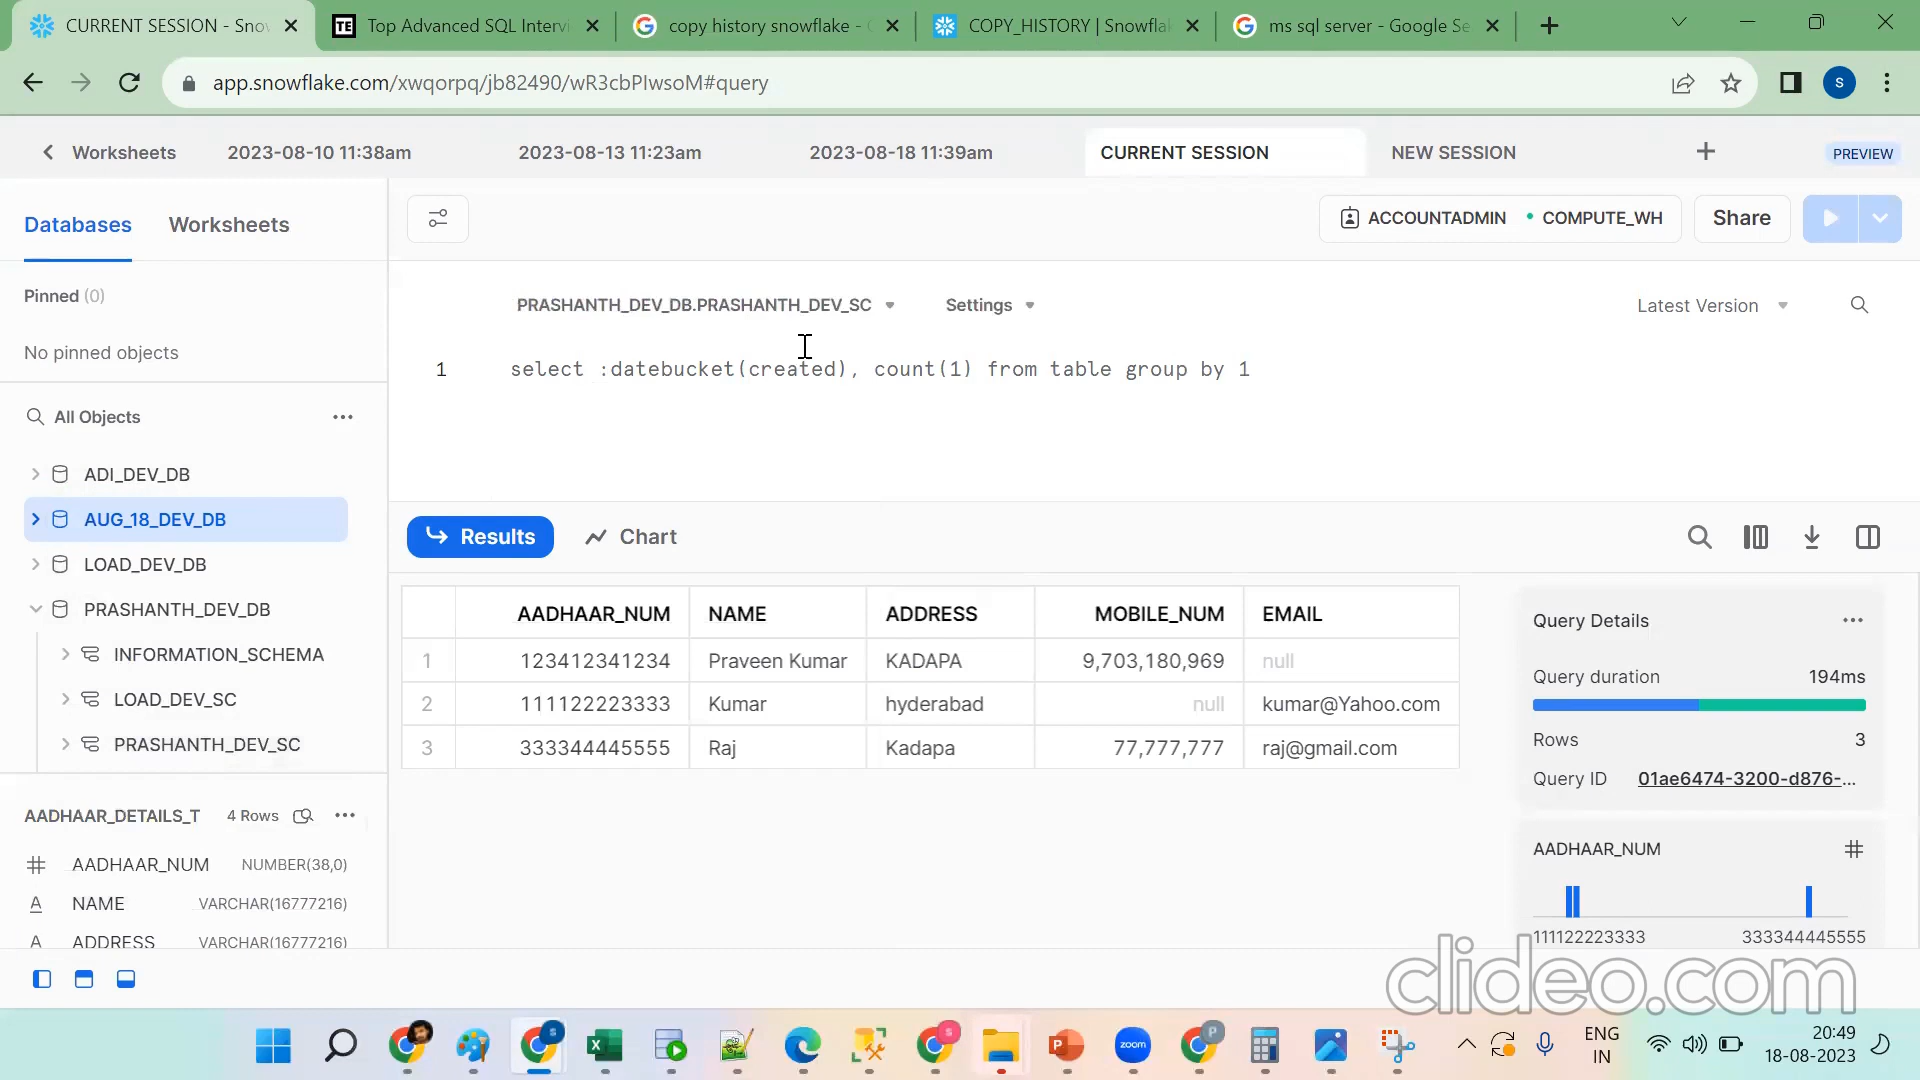 CURRENT SESSION - Snov
Top Advanced SQL Intervi
copy history snowflake -
COPY_HISTORY | Snowflak
ms sql server - Google Se
app.snowflake.com/xwqorpq/jb82490/wR3cbPIwsoM#query
S
Worksheets
2023-08-10 11:38am
2023-08-13 11:23am
2023-08-18 11:39am
CURRENT SESSION
NEW SESSION
PREVIEW
Databases
Worksheets
ACCOUNTADMIN
COMPUTE_WH
Share
Pinned (0)
No pinned objects
PRASHANTH_DEV_DB.PRASHANTH_DEV_SC
Settings
Latest Version
1 select :datebucket(created), count(1) from table group by 1
All Objects
ADI_DEV_DB
AUG_18_DEV_DB
LOAD_DEV_DB
PRASHANTH_DEV_DB
INFORMATION_SCHEMA
LOAD_DEV_SC
PRASHANTH_DEV_SC
Results
Chart
AADHAAR_NUM NAME ADDRESS MOBILE_NUM EMAIL
1 123412341234 Praveen Kumar KADAPA 9,703,180,969 null
2 111122223333 Kumar hyderabad null kumar@Yahoo.com
3 333344445555 Raj Kadapa 77,777,777 raj@gmail.com
Query Details
Query duration 194ms
Rows 3
Query ID 01ae6474-3200-d876-...
AADHAAR_NUM
111122223333 333344445555
AADHAAR_DETAILS_T 4 Rows
AADHAAR_NUM NUMBER(38,0)
NAME VARCHAR(16777216)
ADDRESS VARCHAR(16777216)
clideo.com
zoom
ENG
IN
20:49
18-08-2023